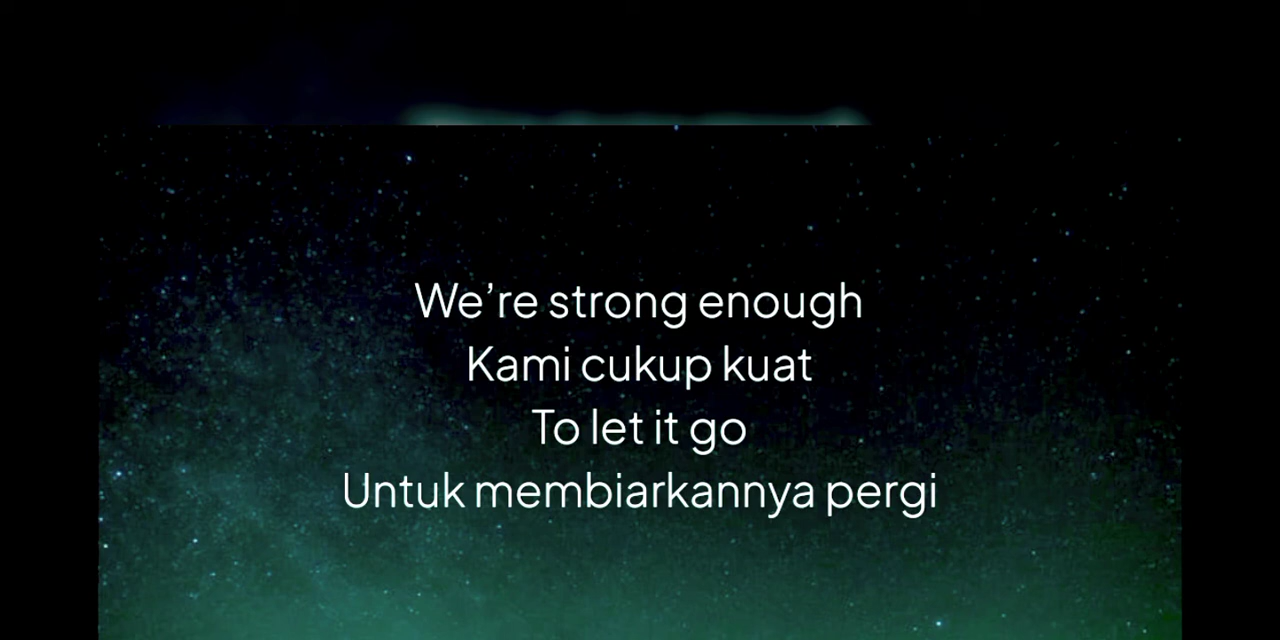 We’re strong enough
Kami cukup kuat
To let it go
Untuk membiarkannya pergi